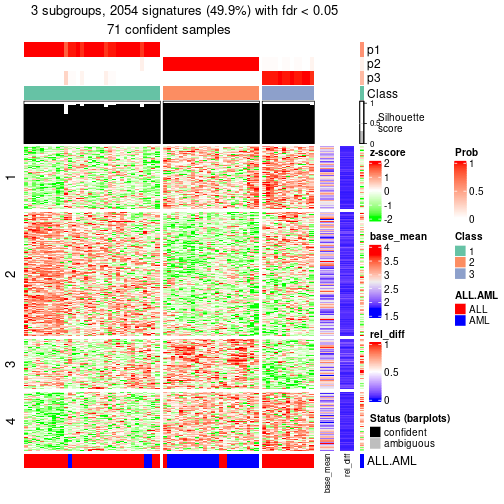 3 subgroups, 2054 signatures (49.9%) with fdr < 0.05
71 confident samples
p1
p2
p3
Class
1
0.5
0
Silhouette
score
1
2
3
4
z-score
2
1
0
-1
-2
Prob
1
0.5
0
base_mean
4
3.5
3
2.5
2
1.5
Class
1
2
3
ALL.AML
ALL
AML
rel_diff
1
0.5
0
Status (barplots)
confident
ambiguous
ALL.AML
base_mean
rel_diff